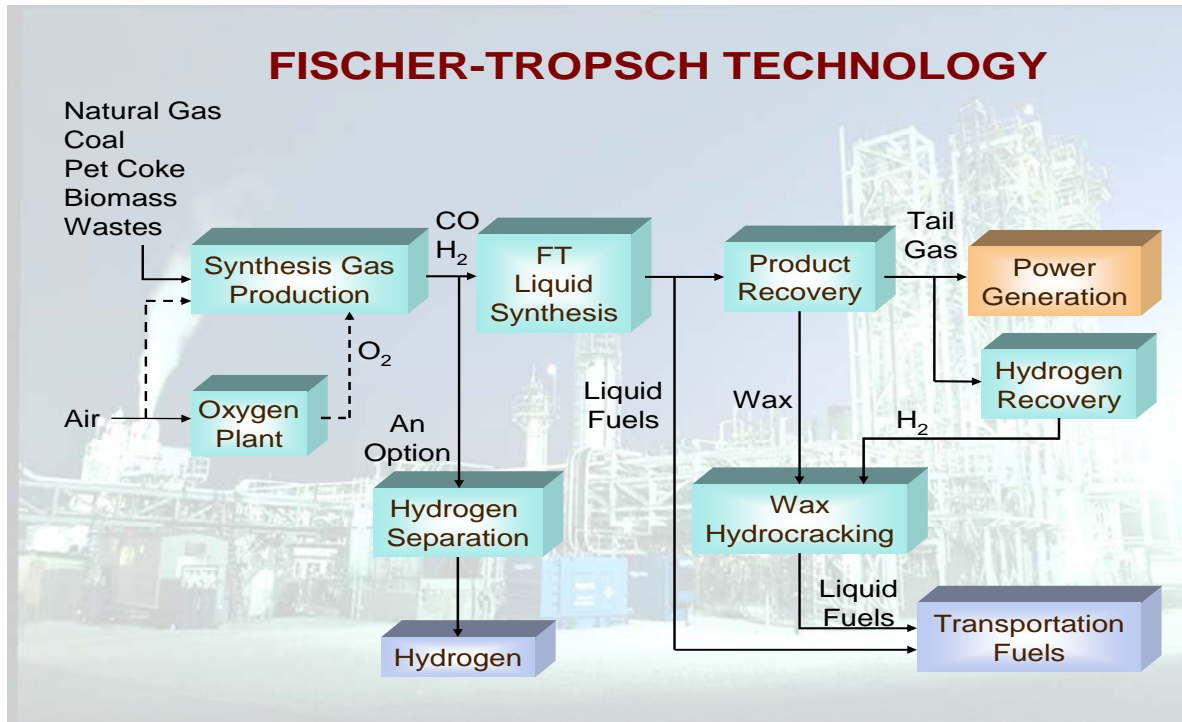 FISCHER-TROPSCH TECHNOLOGY
Natural Gas
Coal
Pet Coke
Biomass
Wastes
CO
H₂
Synthesis Gas
Production
FT
Liquid
Synthesis
Product
Recovery
Tail
Gas
Power
Generation
O₂
Air
Oxygen
Plant
An
Option
Liquid
Fuels
Wax
Hydrogen
Recovery
H₂
Hydrogen
Separation
Wax
Hydrocracking
Liquid
Fuels
Hydrogen
Transportation
Fuels